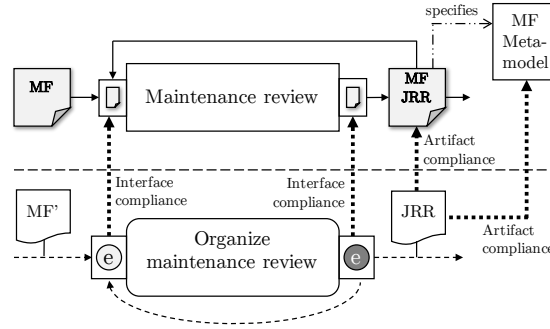 specifies
MF
Meta-
model
MF
Maintenance review
MF
JRR
Artifact
compliance
Interface
compliance
Interface
compliance
MF'
JRR
Organize
maintenance review
e
e
Artifact
compliance